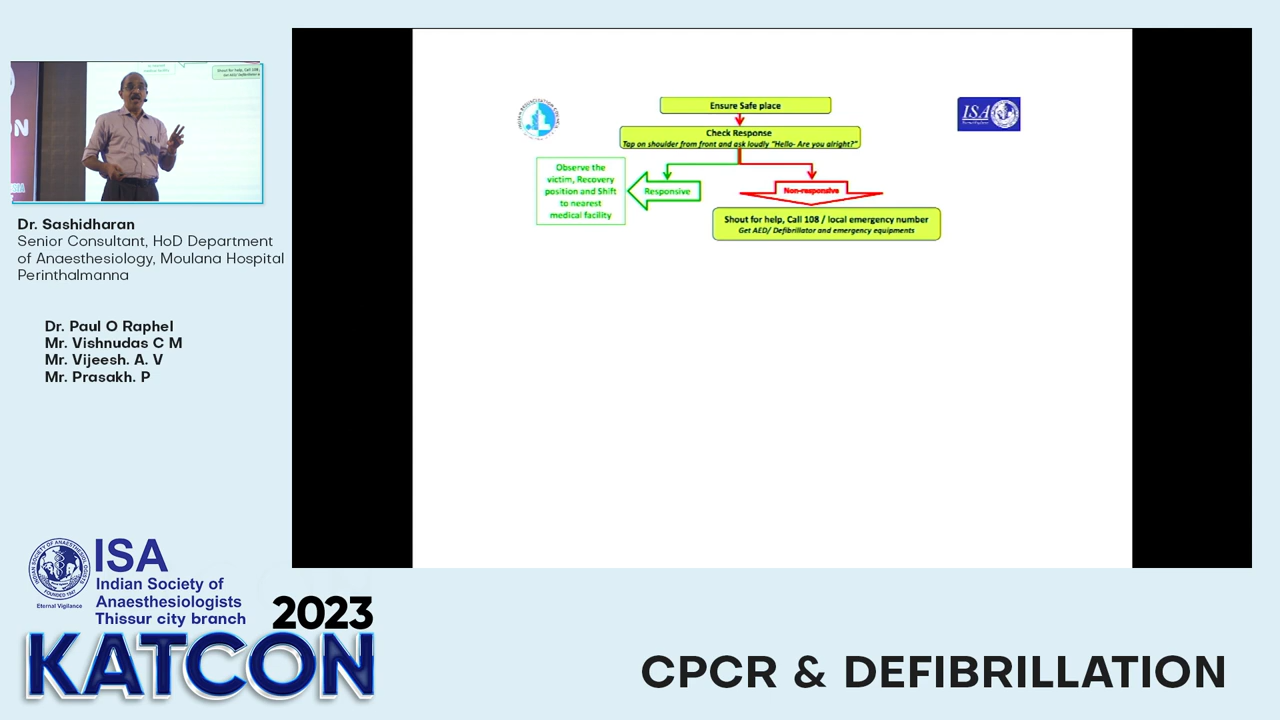 Ensure Safe place
Check Response
Tap on shoulder from front and ask loudly "Hello- Are you alright?"
Observe the
victim, Recovery
position and Shift
to nearest
medical facility
Responsive
Non-responsive
Shout for help, Call 108 / local emergency number
Get AED/ Defibrillator and emergency equipments
ISA
Dr. Sashidharan
Senior Consultant, HoD Department
of Anaesthesiology, Moulana Hospital
Perinthalmanna
Dr. Paul O Raphel
Mr. Vishnudas C M
Mr. Vijeesh. A. V
Mr. Prasakh. P
ISA
Indian Society of
Anaesthesiologists
Thissur city branch
Eternal Vigilance
2023
KATCON
CPCR & DEFIBRILLATION